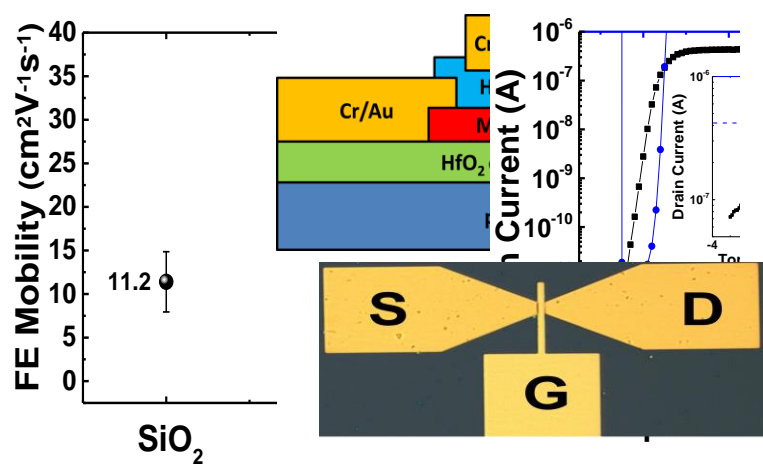 FE Mobility (cm²V⁻¹s⁻¹)
40
35
30
25
20
15
10
5
0
11.2
SiO₂
Cr/Au
HfO₂
Current (A)
10⁻⁶
10⁻⁷
10⁻⁸
10⁻⁹
10⁻¹⁰
Drain Current (A)
10⁻⁶
10⁻⁷
-4
S
D
G